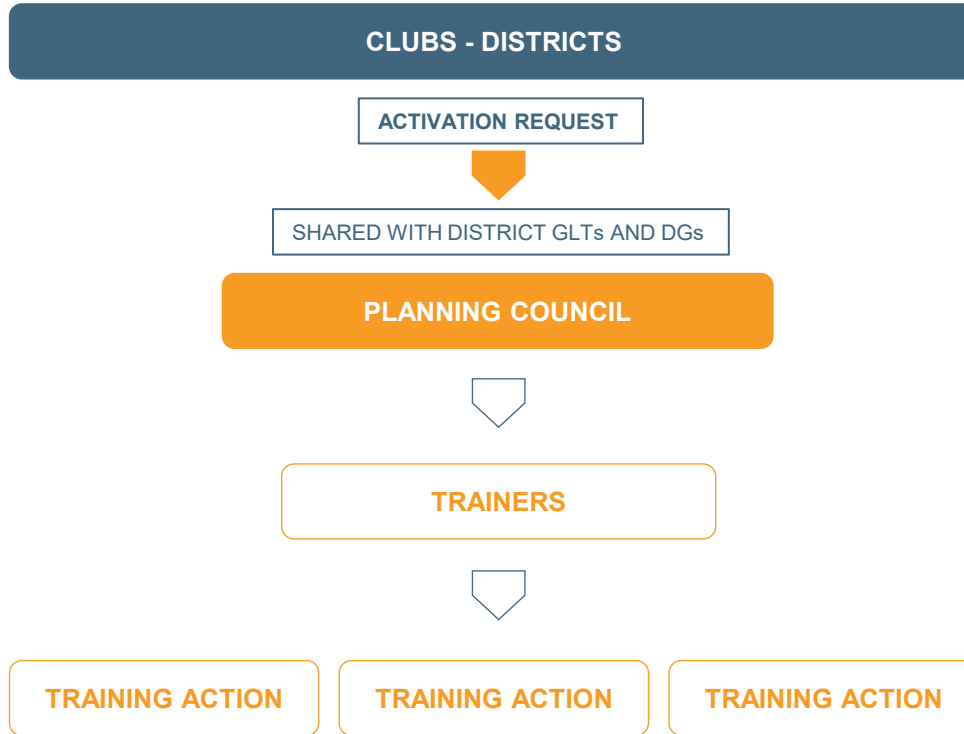 CLUBS - DISTRICTS
ACTIVATION REQUEST
SHARED WITH DISTRICT GLTs AND DGs
PLANNING COUNCIL
TRAINERS
TRAINING ACTION
TRAINING ACTION
TRAINING ACTION